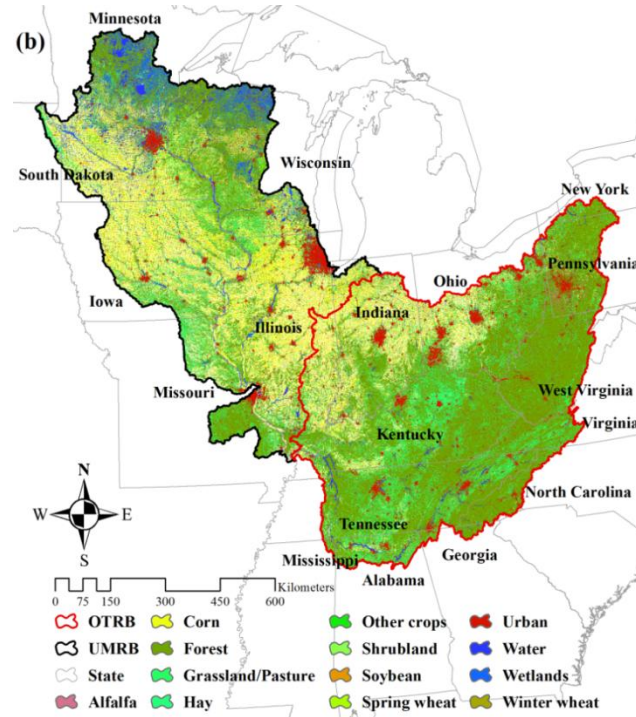 (b)
Minnesota
South Dakota
Wisconsin
New York
Pennsylvania
Ohio
Iowa
Indiana
Illinois
Missouri
West Virginia
Virginia
Kentucky
North Carolina
Tennessee
Mississippi
Georgia
Alabama
N
W E
S
Kilometers
0 75 150 300 450 600
OTRB Corn Other crops Urban
UMRB Forest Shrubland Water
State Grassland/Pasture Soybean Wetlands
Alfalfa Hay Spring wheat Winter wheat